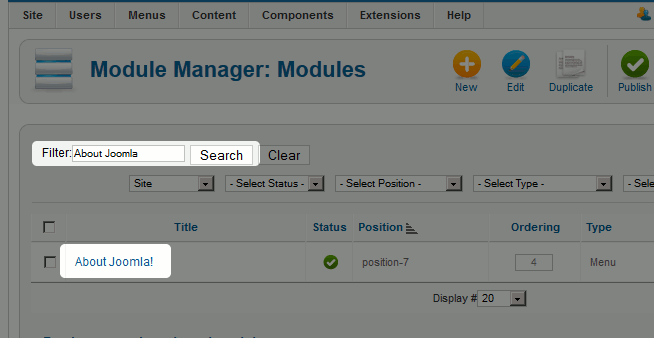 Site Users Menus Content Components Extensions Help
Module Manager: Modules
New Edit Duplicate Publish
Filter: About Joomla Search Clear
Site - Select Status - - Select Position - - Select Type - - Sele
Title Status Position Ordering Type
About Joomla! position-7 4 Menu
Display # 20